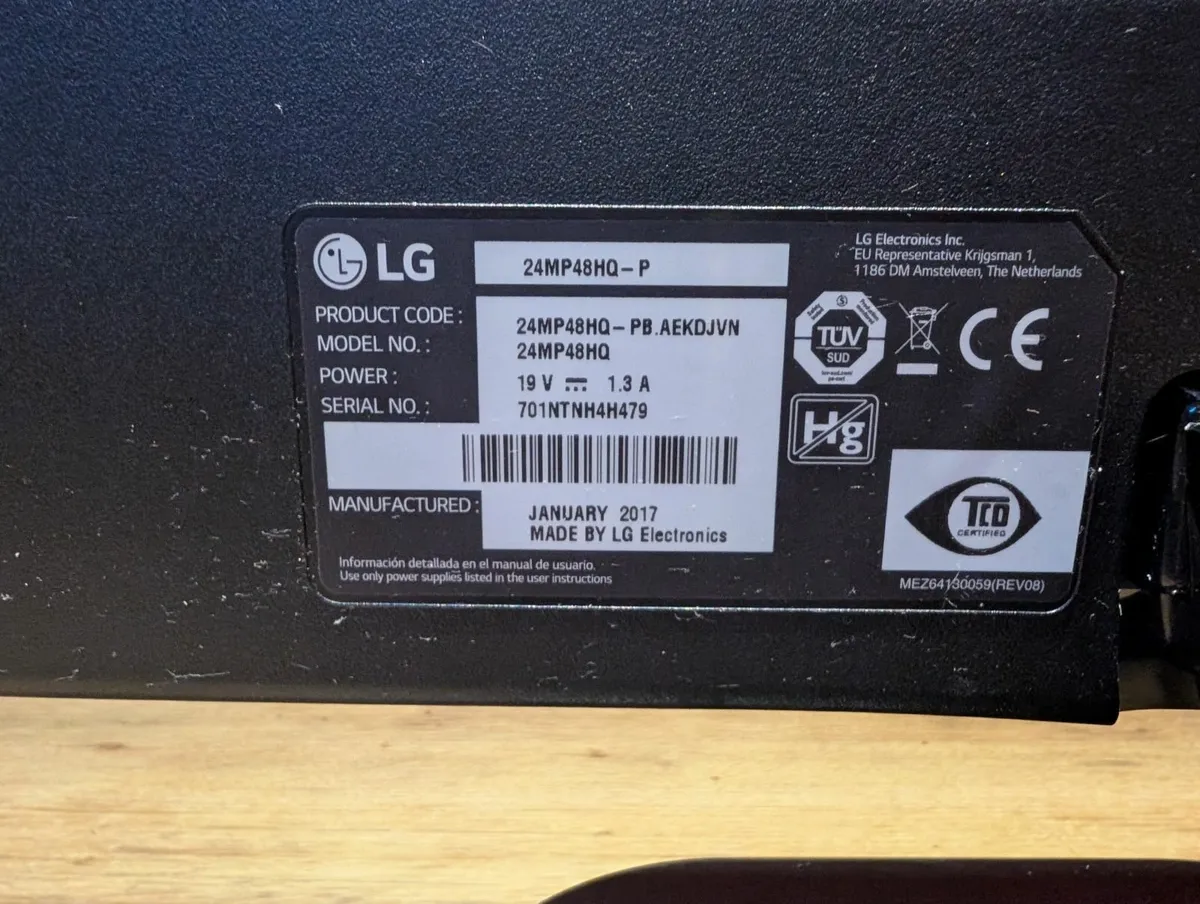 LG
24MP48HQ-P
LG Electronics Inc.
EU Representative Krijgsman 1,
1186 DM Amstelveen, The Netherlands
PRODUCT CODE : 24MP48HQ-PB.AEKDJVN
MODEL NO. : 24MP48HQ
POWER : 19 V ⎓ 1.3 A
SERIAL NO. : 701NTNH4H479
MANUFACTURED : JANUARY 2017
MADE BY LG Electronics
Información detallada en el manual de usuario.
Use only power supplies listed in the user instructions
TÜV
SUD
CE
Hg
TCO
CERTIFIED
MEZ64130059(REV08)